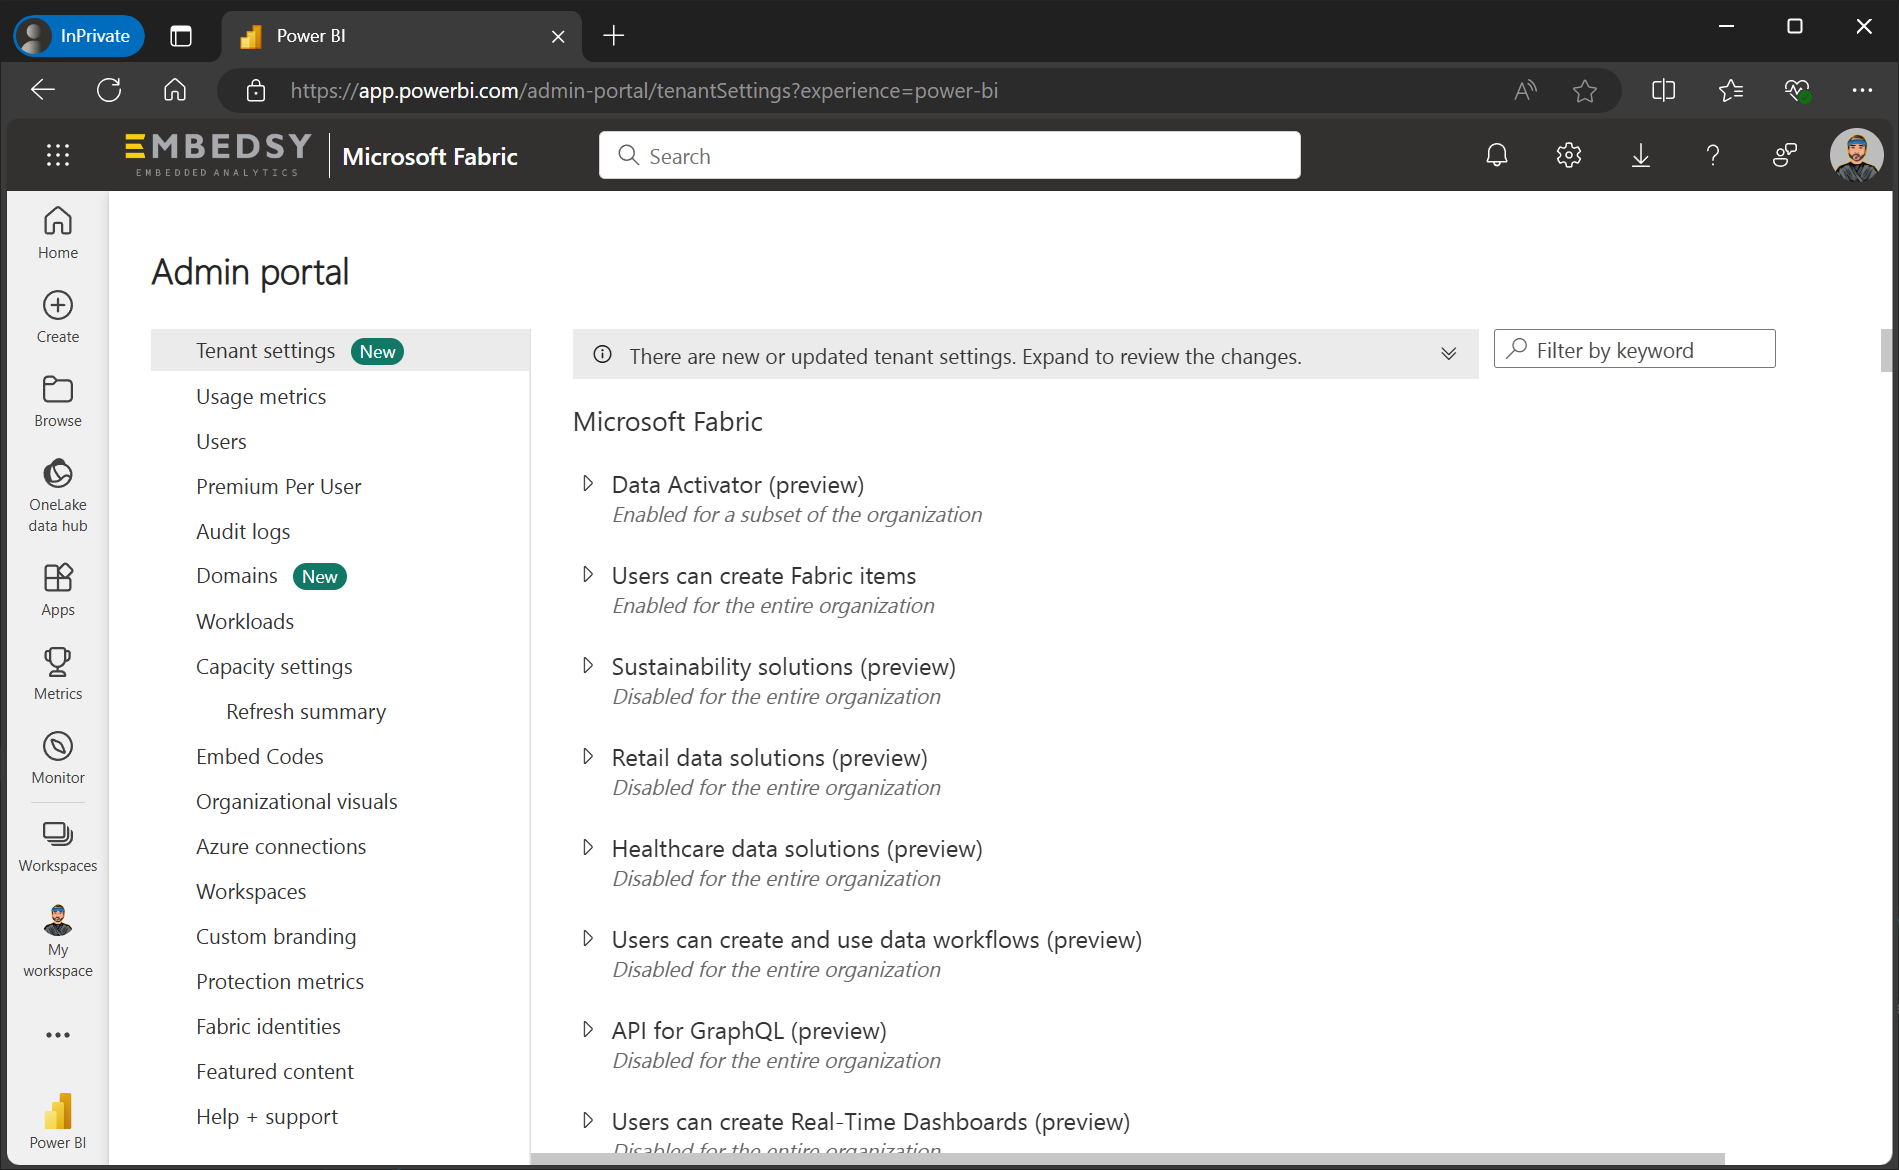 InPrivate
Power BI
https://app.powerbi.com/admin-portal/tenantSettings?experience=power-bi
EMBEDSY
EMBEDDED ANALYTICS
Microsoft Fabric
Search
Home
Create
Browse
OneLake
data hub
Apps
Metrics
Monitor
Workspaces
My
workspace
Power BI
Admin portal
Tenant settings New
Usage metrics
Users
Premium Per User
Audit logs
Domains New
Workloads
Capacity settings
Refresh summary
Embed Codes
Organizational visuals
Azure connections
Workspaces
Custom branding
Protection metrics
Fabric identities
Featured content
Help + support
There are new or updated tenant settings. Expand to review the changes.
Filter by keyword
Microsoft Fabric
Data Activator (preview)
Enabled for a subset of the organization
Users can create Fabric items
Enabled for the entire organization
Sustainability solutions (preview)
Disabled for the entire organization
Retail data solutions (preview)
Disabled for the entire organization
Healthcare data solutions (preview)
Disabled for the entire organization
Users can create and use data workflows (preview)
Disabled for the entire organization
API for GraphQL (preview)
Disabled for the entire organization
Users can create Real-Time Dashboards (preview)
Disabled for the entire organization